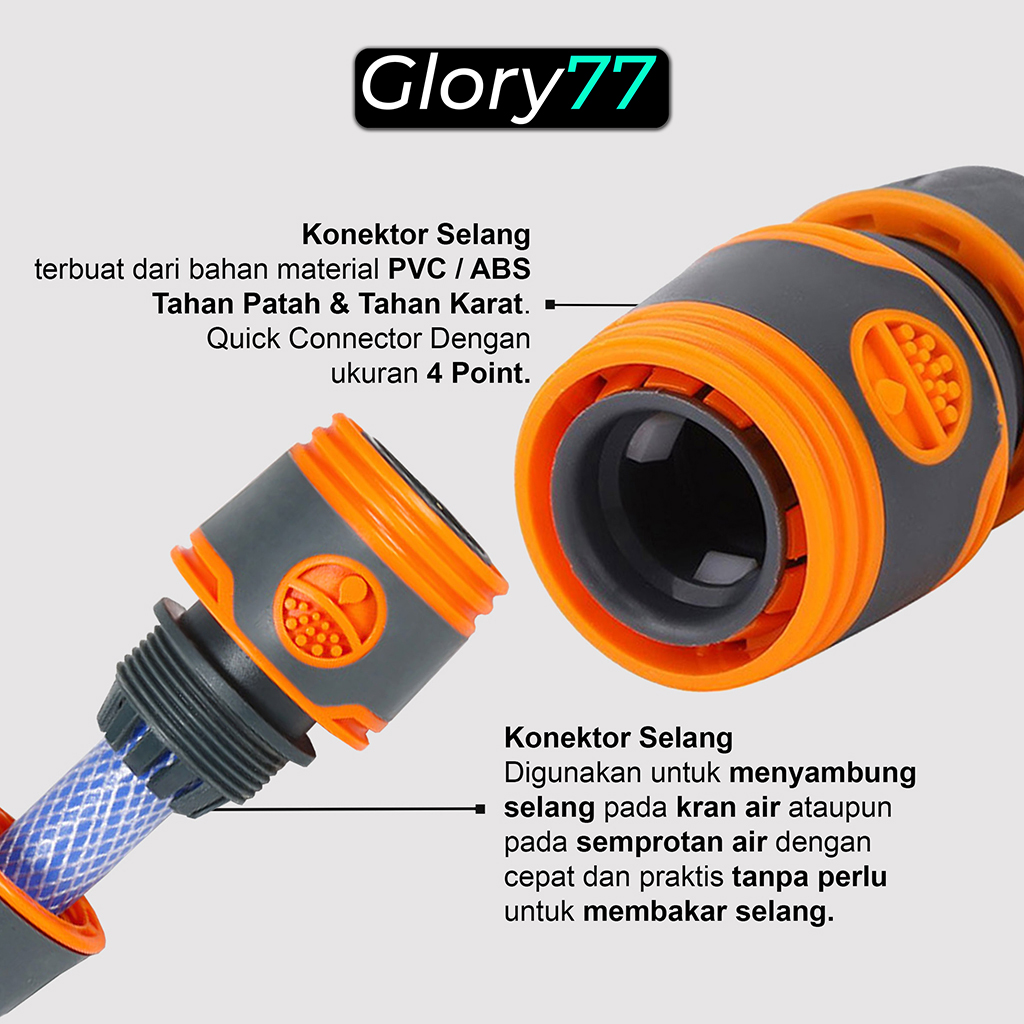 Glory77
Konektor Selang
terbuat dari bahan material PVC / ABS
Tahan Patah & Tahan Karat.
Quick Connector Dengan
ukuran 4 Point.
Konektor Selang
Digunakan untuk menyambung
selang pada kran air ataupun
pada semprotan air dengan
cepat dan praktis tanpa perlu
untuk membakar selang.